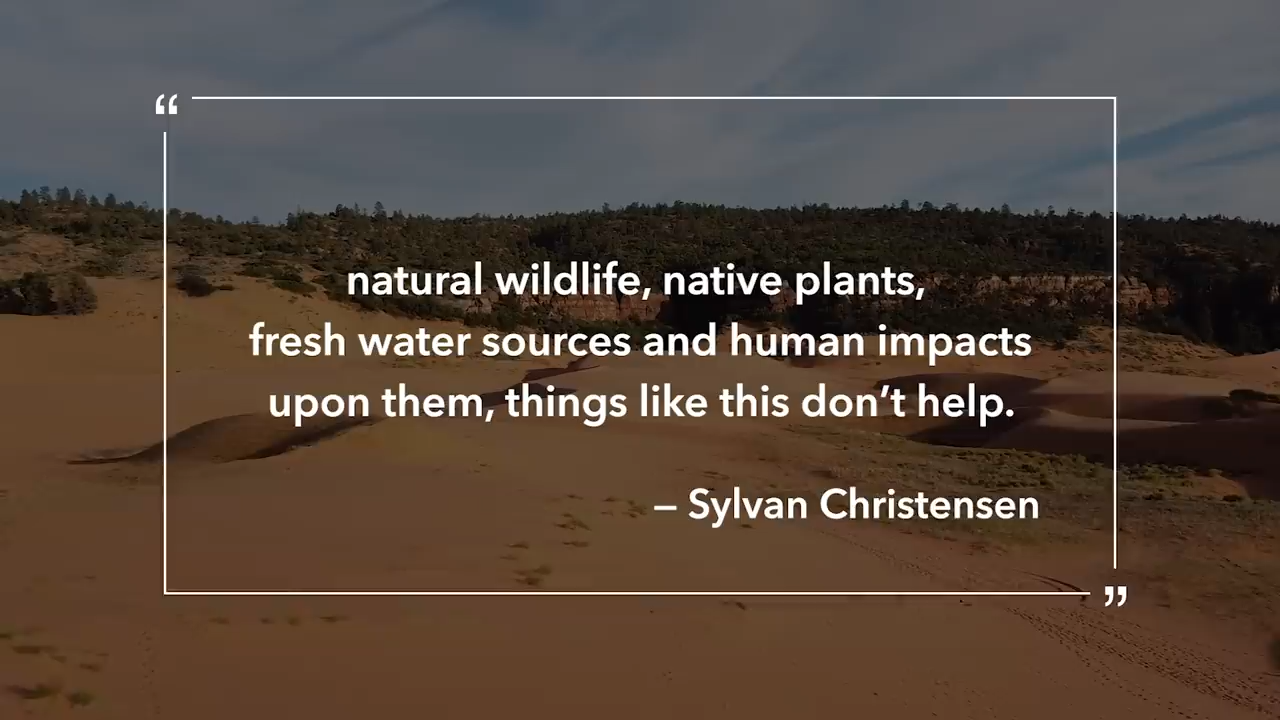 “
natural wildlife, native plants,
fresh water sources and human impacts
upon them, things like this don’t help.
– Sylvan Christensen
”